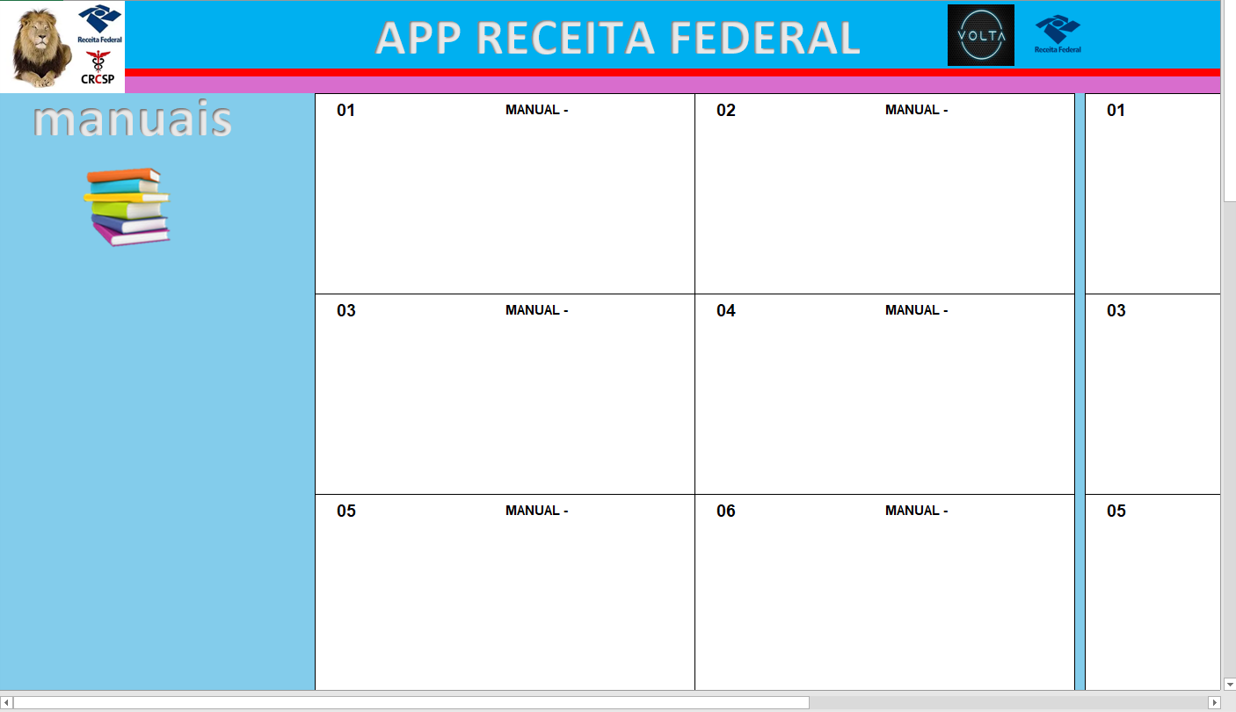 Receita Federal
CRCSP
APP RECEITA FEDERAL
VOLTA
Receita Federal
manuais
01 MANUAL -
02 MANUAL -
01
03 MANUAL -
04 MANUAL -
03
05 MANUAL -
06 MANUAL -
05